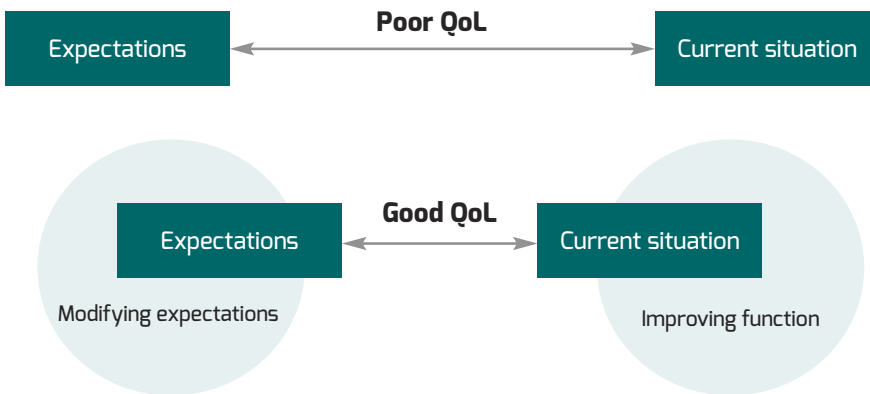 Poor QoL
Expectations
Current situation
Good QoL
Expectations
Current situation
Modifying expectations
Improving function